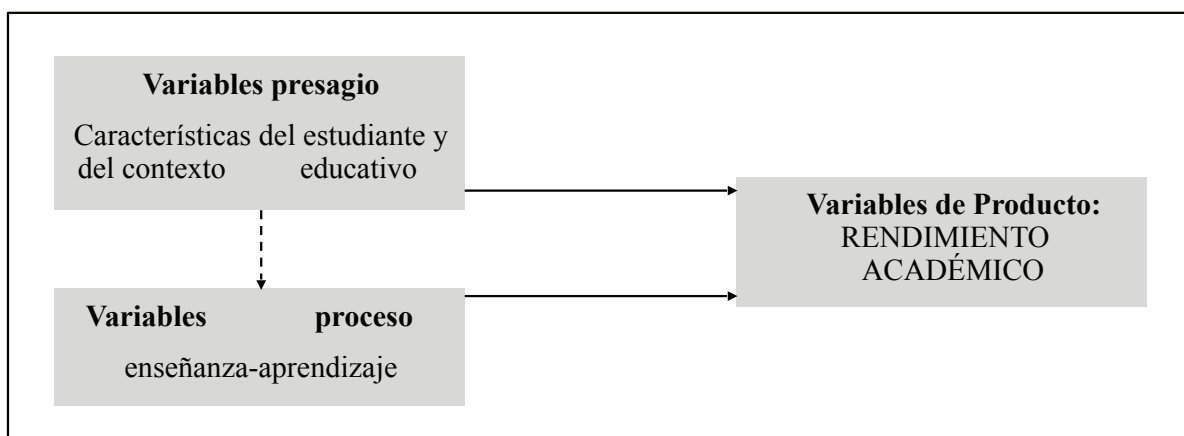 Variables presagio
Características del estudiante y
del contexto educativo
Variables proceso
enseñanza-aprendizaje
Variables de Producto:
RENDIMIENTO
ACADÉMICO